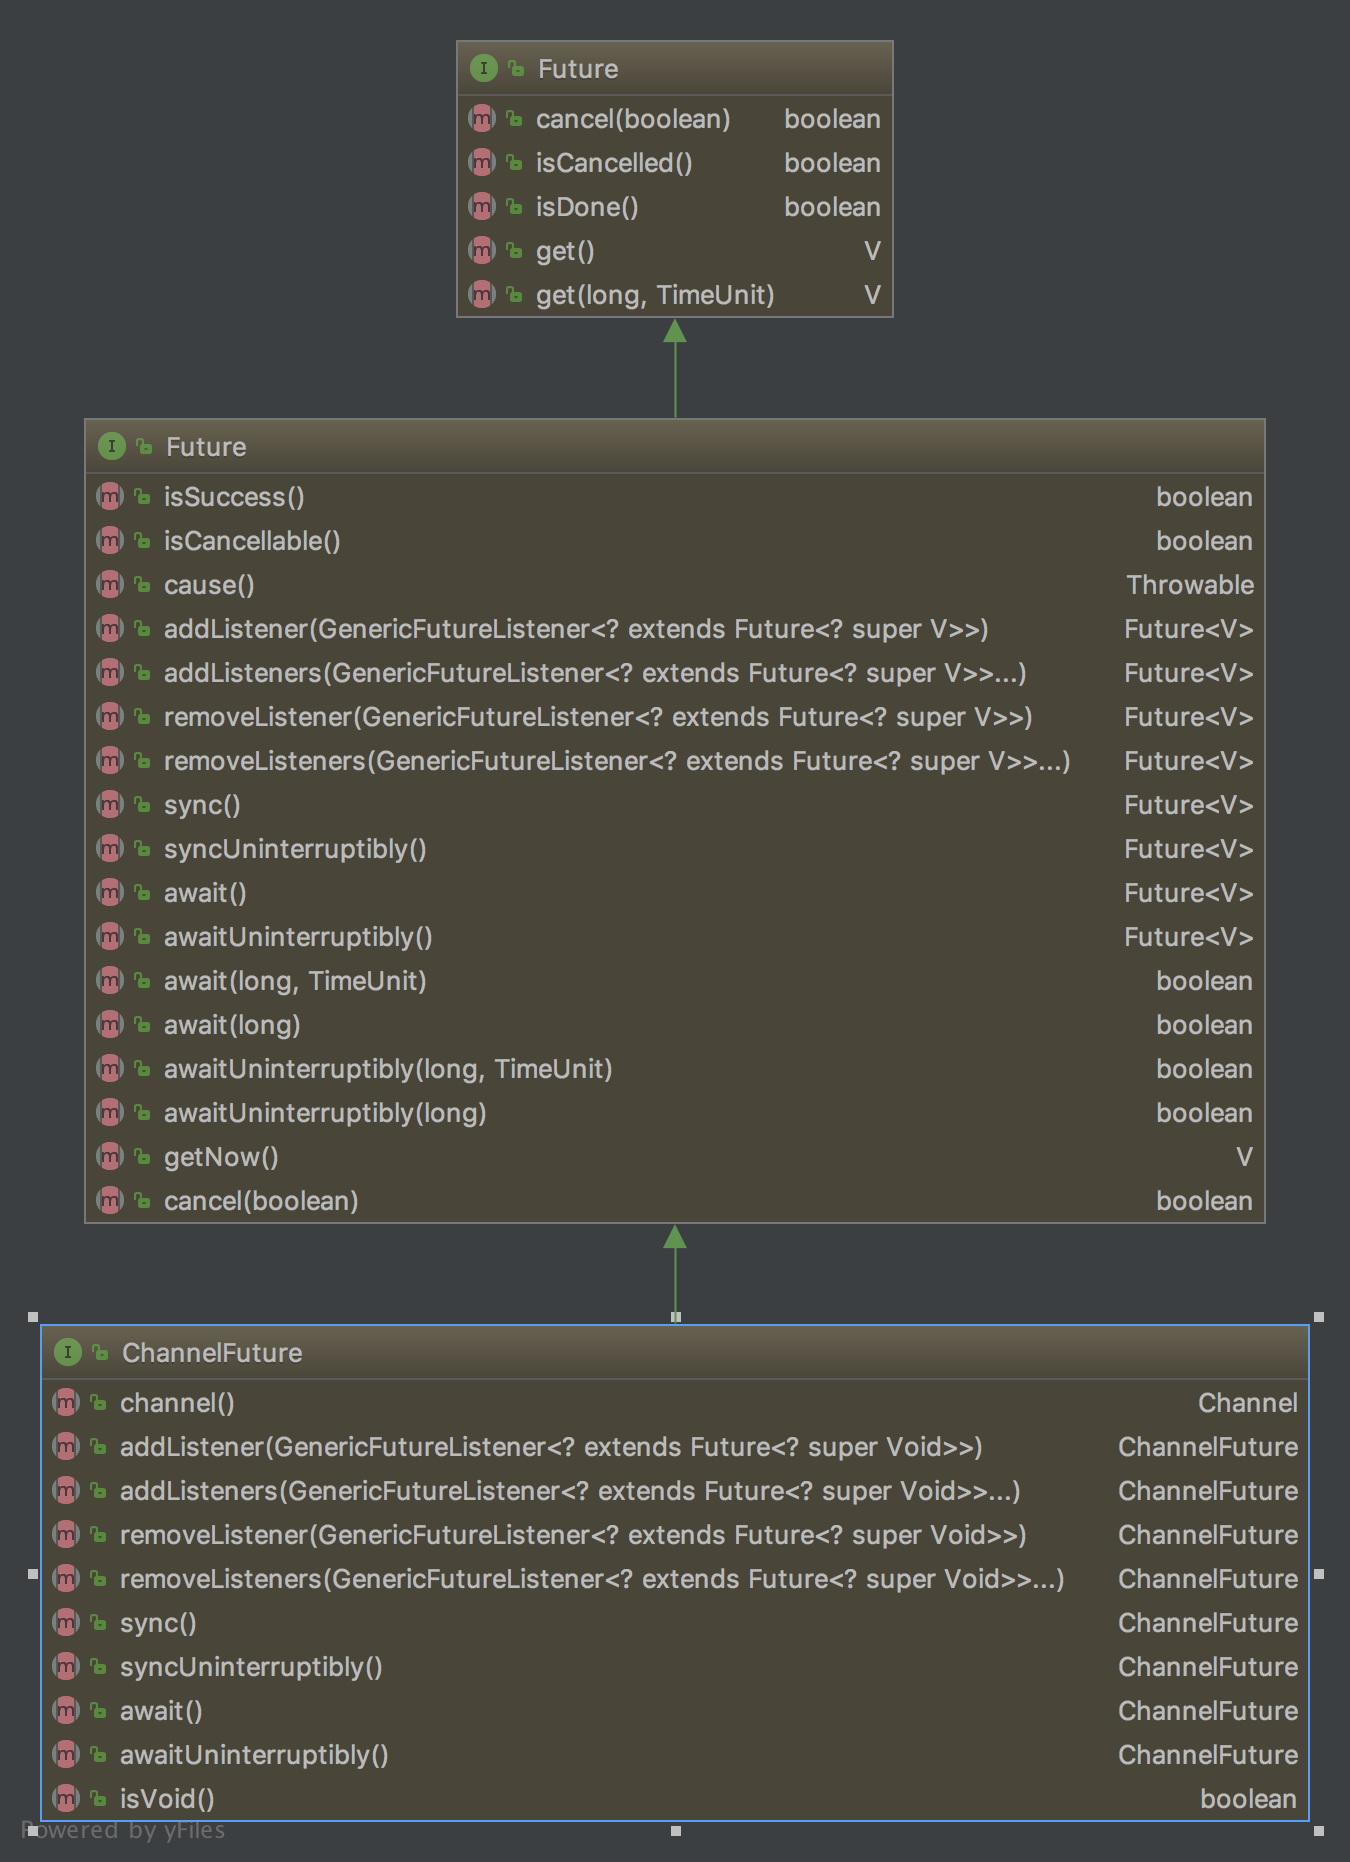 Future
cancel(boolean) boolean
isCancelled() boolean
isDone() boolean
get() V
get(long, TimeUnit) V
Future
isSuccess() boolean
isCancellable() boolean
cause() Throwable
addListener(GenericFutureListener<? extends Future<? super V>>) Future<V>
addListeners(GenericFutureListener<? extends Future<? super V>>...) Future<V>
removeListener(GenericFutureListener<? extends Future<? super V>>) Future<V>
removeListeners(GenericFutureListener<? extends Future<? super V>>...) Future<V>
sync() Future<V>
syncUninterruptibly() Future<V>
await() Future<V>
awaitUninterruptibly() Future<V>
await(long, TimeUnit) boolean
await(long) boolean
awaitUninterruptibly(long, TimeUnit) boolean
awaitUninterruptibly(long) boolean
getNow() V
cancel(boolean) boolean
ChannelFuture
channel() Channel
addListener(GenericFutureListener<? extends Future<? super Void>>) ChannelFuture
addListeners(GenericFutureListener<? extends Future<? super Void>>...) ChannelFuture
removeListener(GenericFutureListener<? extends Future<? super Void>>) ChannelFuture
removeListeners(GenericFutureListener<? extends Future<? super Void>>...) ChannelFuture
sync() ChannelFuture
syncUninterruptibly() ChannelFuture
await() ChannelFuture
awaitUninterruptibly() ChannelFuture
isVoid() boolean
Powered by yFiles